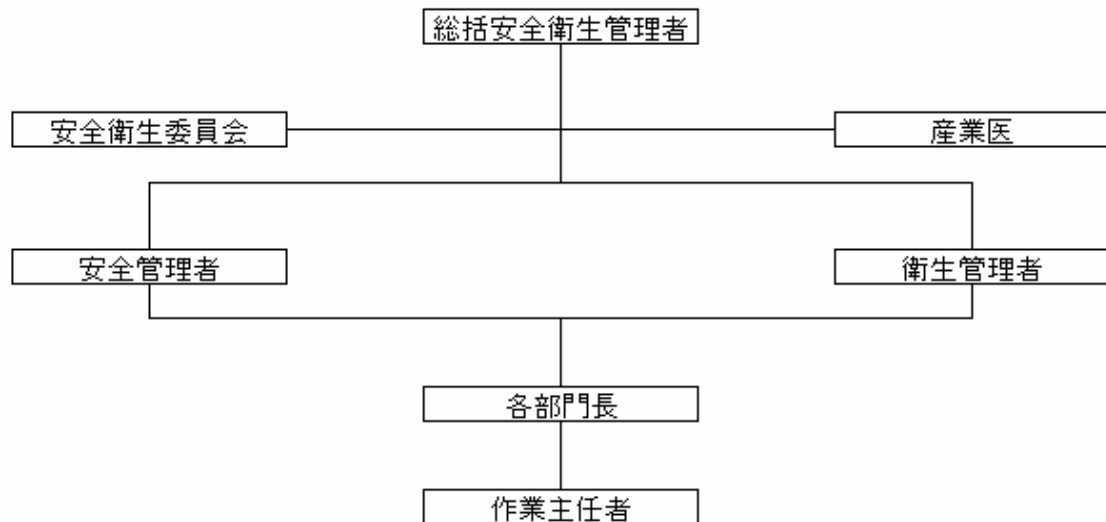 総括安全衛生管理者
安全衛生委員会
産業医
安全管理者
衛生管理者
各部門長
作業主任者